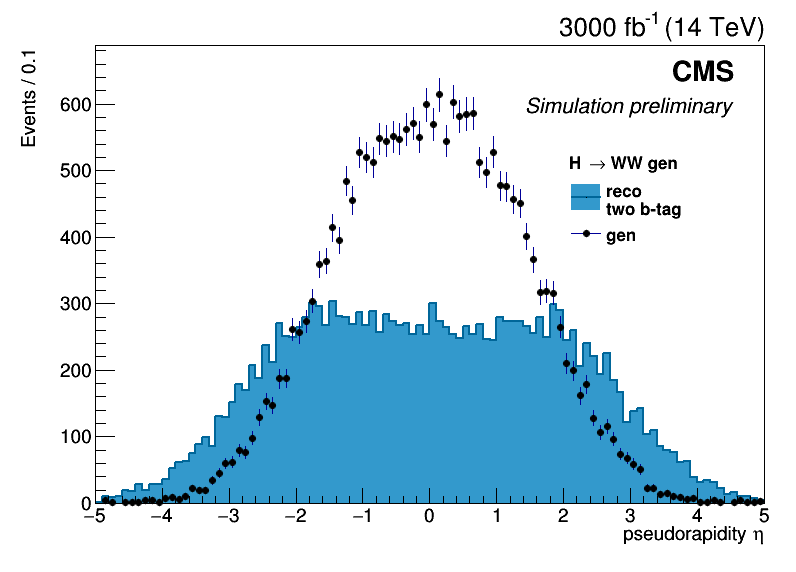 3000 fb⁻¹ (14 TeV)
Events / 0.1
CMS
Simulation preliminary
H → WW gen
reco
two b-tag
gen
600
500
400
300
200
100
0
−5 −4 −3 −2 −1 0 1 2 3 4 5
pseudorapidity η